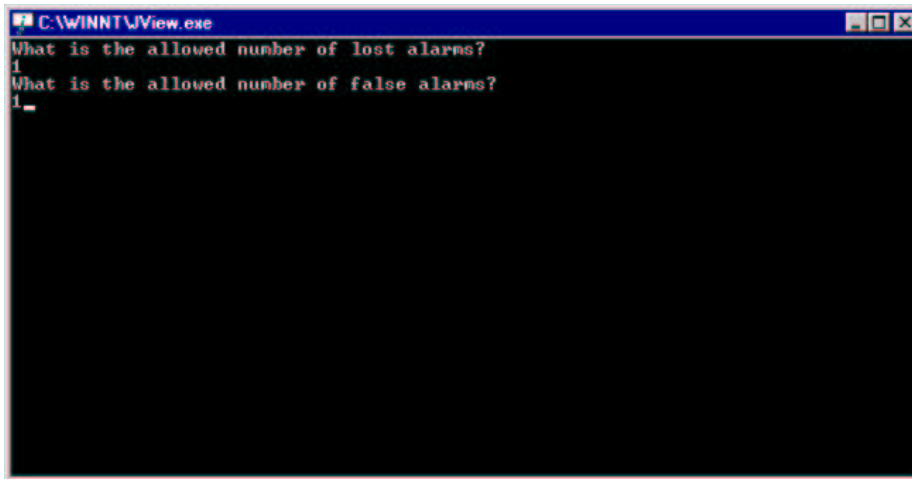 C:\WINNT\JView.exe
What is the allowed number of lost alarms?
1
What is the allowed number of false alarms?
1